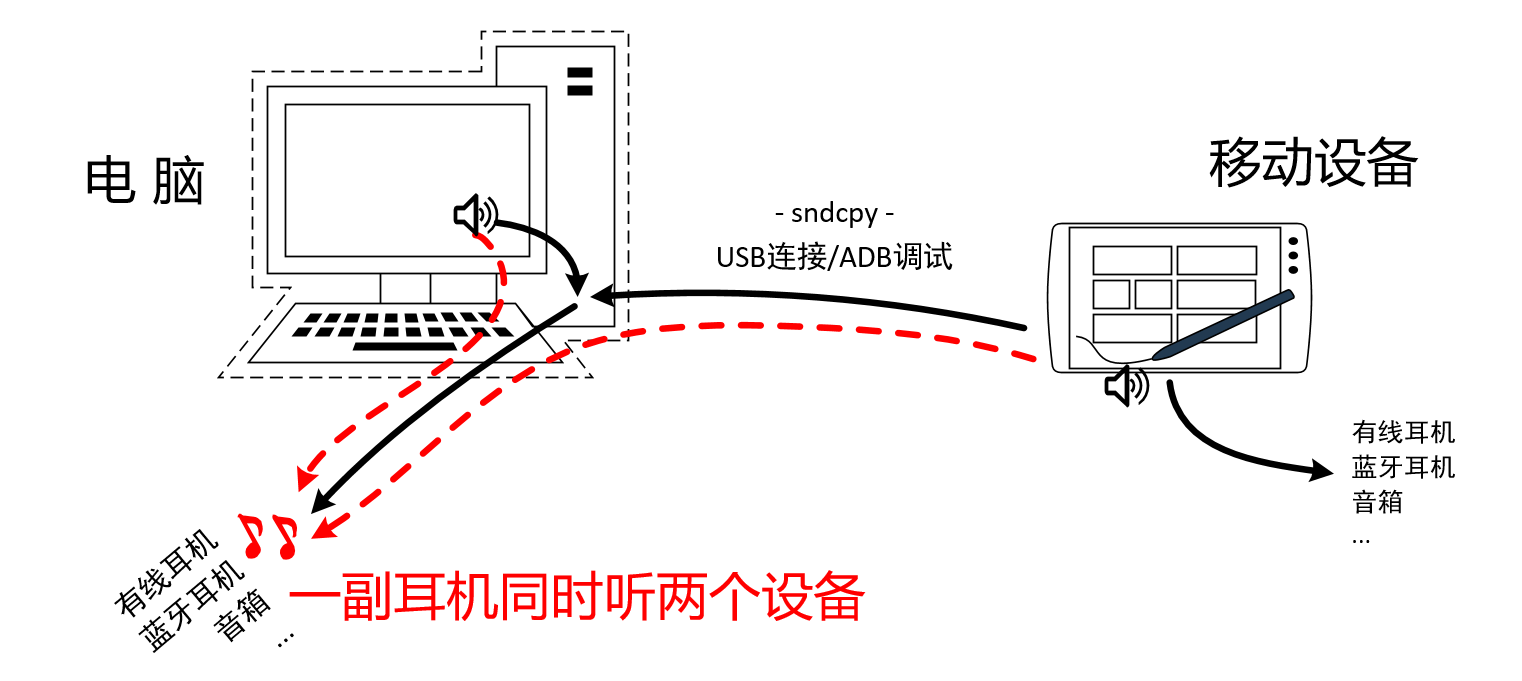 电 脑
移动设备
- sndcpy -
USB连接/ADB调试
有线耳机
蓝牙耳机
音箱
...
有线耳机
蓝牙耳机
音箱
...
一副耳机同时听两个设备